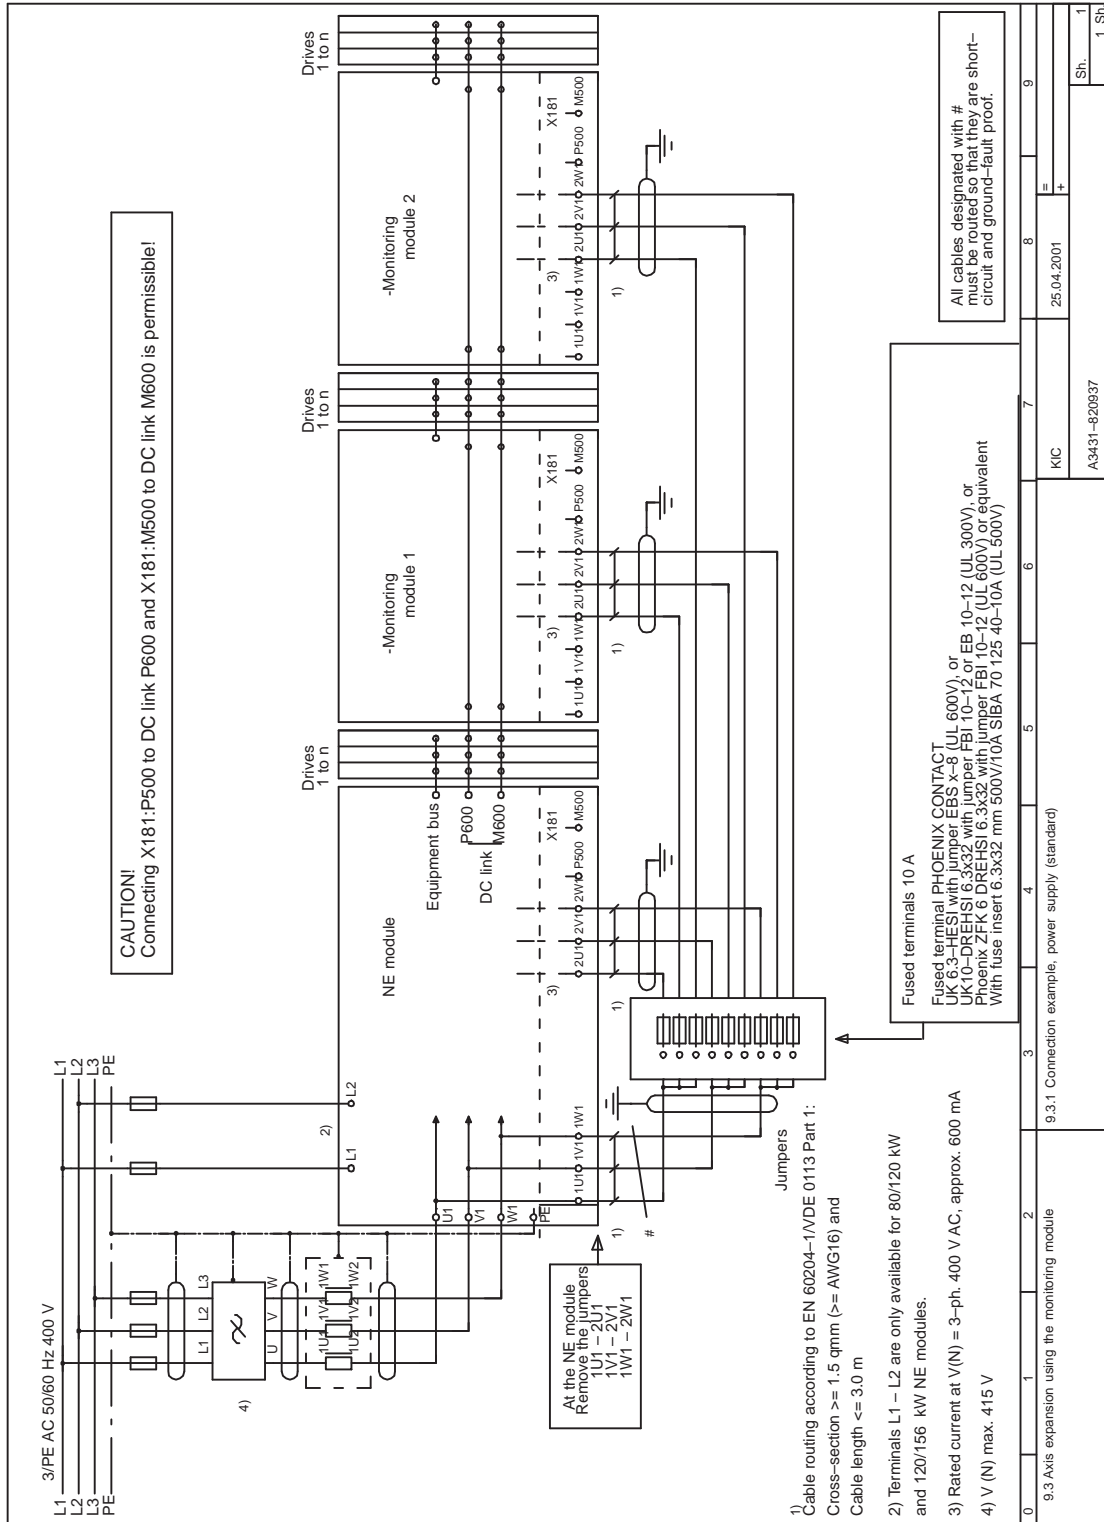 CAUTION!
Connecting X181:P500 to DC link P600 and X181:M500 to DC link M600 is permissible!
3/PE AC 50/60 Hz 400 V
L1
L2
L3
PE
L1
L2
L3
PE
L1
L2
L3
U
V
W
4)
1U1
1V1
1W1
1U2
1V2
1W2
2)
L1
L2
U1
V1
W1
PE
NE module
Equipment bus
P600
DC link
M600
X181
1U1
1V1
1W1
3)
2U1
2V1
2W1
P500
M500
Drives
1 to n
-Monitoring
module 1
X181
1U1
1V1
1W1
3)
2U1
2V1
2W1
P500
M500
Drives
1 to n
-Monitoring
module 2
X181
1U1
1V1
1W1
3)
2U1
2V1
2W1
P500
M500
Drives
1 to n
1)
#
1)
1)
1)
Jumpers
At the NE module
Remove the jumpers
1U1 – 2U1
1V1 – 2V1
1W1 – 2W1
1)
Cable routing according to EN 60204–1/VDE 0113 Part 1:
Cross–section >= 1.5 qmm (>= AWG16) and
Cable length <= 3.0 m
2) Terminals L1 – L2 are only available for 80/120 kW
and 120/156 kW NE modules.
3) Rated current at V(N) = 3–ph. 400 V AC, approx. 600 mA
4) V (N) max. 415 V
Fused terminals 10 A
Fused terminal PHOENIX CONTACT
UK 6.3–HESI with jumper EBS x–8 (UL 600V), or
UK10–DREHSI 6.3x32 with jumper FBI 10–12 or EB 10–12 (UL 300V), or
Phoenix ZFK 6 DREHSI 6.3x32 with jumper FBI 10–12 (UL 600V) or equivalent
With fuse insert 6.3x32 mm 500V/10A SIBA 70 125 40–10A (UL 500V)
All cables designated with #
must be routed so that they are short–
circuit and ground–fault proof.
0
1
2
3
4
5
6
7
8
9
9.3 Axis expansion using the monitoring module
9.3.1 Connection example, power supply (standard)
KIC
25.04.2001
=
+
A3431–820937
Sh. 1
1 Sh